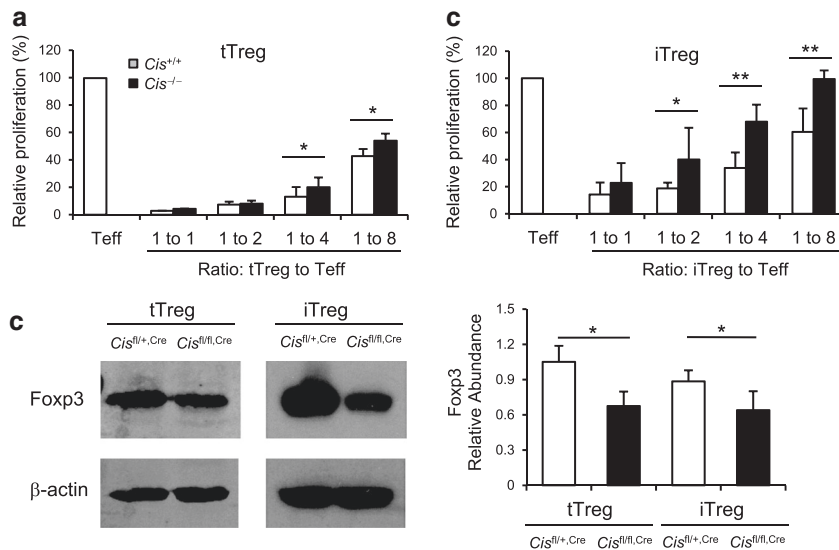 a
tTreg
Relative proliferation (%)
120
100
80
60
40
20
0
Cis+/+
Cis−/−
*
*
Teff
1 to 1
1 to 2
1 to 4
1 to 8
Ratio: tTreg to Teff
c
iTreg
Relative proliferation (%)
120
100
80
60
40
20
0
*
**
**
Teff
1 to 1
1 to 2
1 to 4
1 to 8
Ratio: iTreg to Teff
c
tTreg
iTreg
Cisfl/+,Cre
Cisfl/fl,Cre
Cisfl/+,Cre
Cisfl/fl,Cre
Foxp3
β-actin
Foxp3
Relative Abundance
1.5
1.2
0.9
0.6
0.3
0
*
*
tTreg
iTreg
Cisfl/+,Cre
Cisfl/fl,Cre
Cisfl/+,Cre
Cisfl/fl,Cre